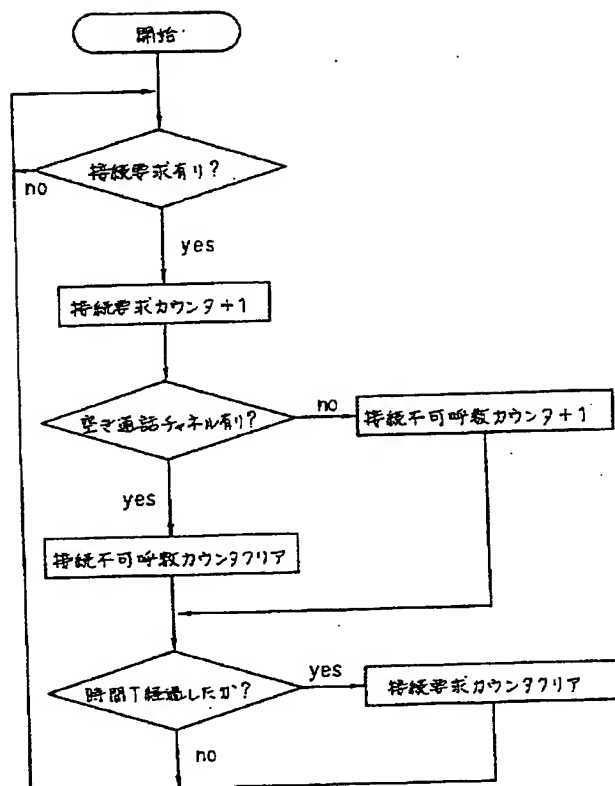 開始
接続要求有り?
no
yes
接続要求カウンタ+1
空き通話チャネル有り?
no
接続不可呼数カウンタ+1
yes
接続不可呼数カウンタクリア
時間T経過したか?
yes
接続要求カウンタクリア
no